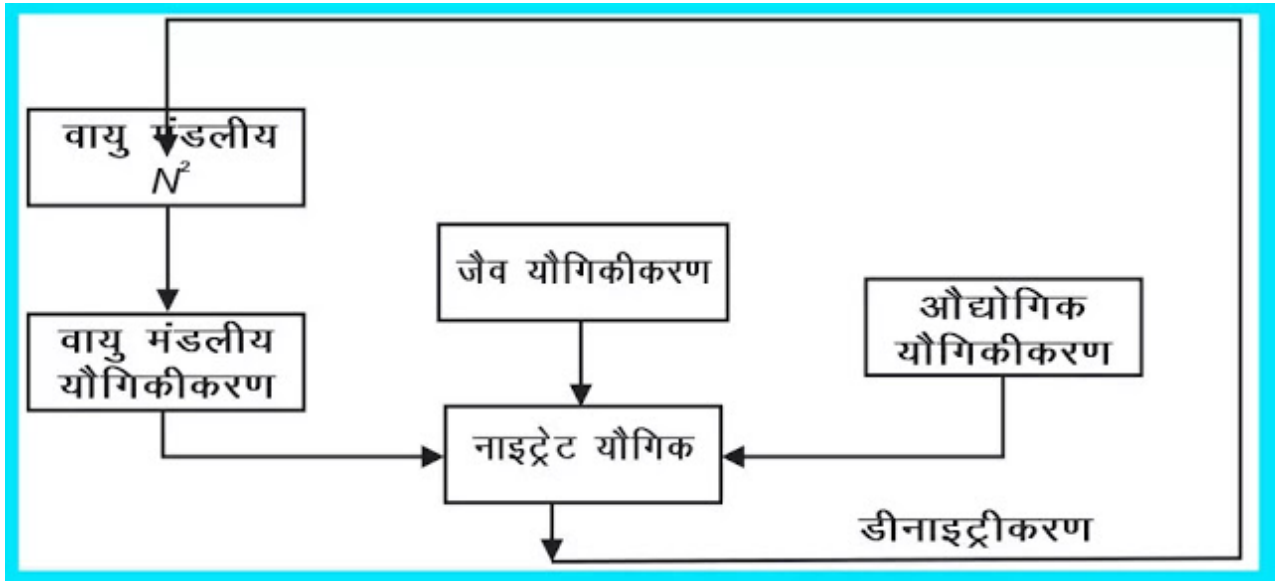 वायु मंडलीय
N²
जैव यौगिकीकरण
औद्योगिक
यौगिकीकरण
वायु मंडलीय
यौगिकीकरण
नाइट्रेट यौगिक
डीनाइट्रीकरण